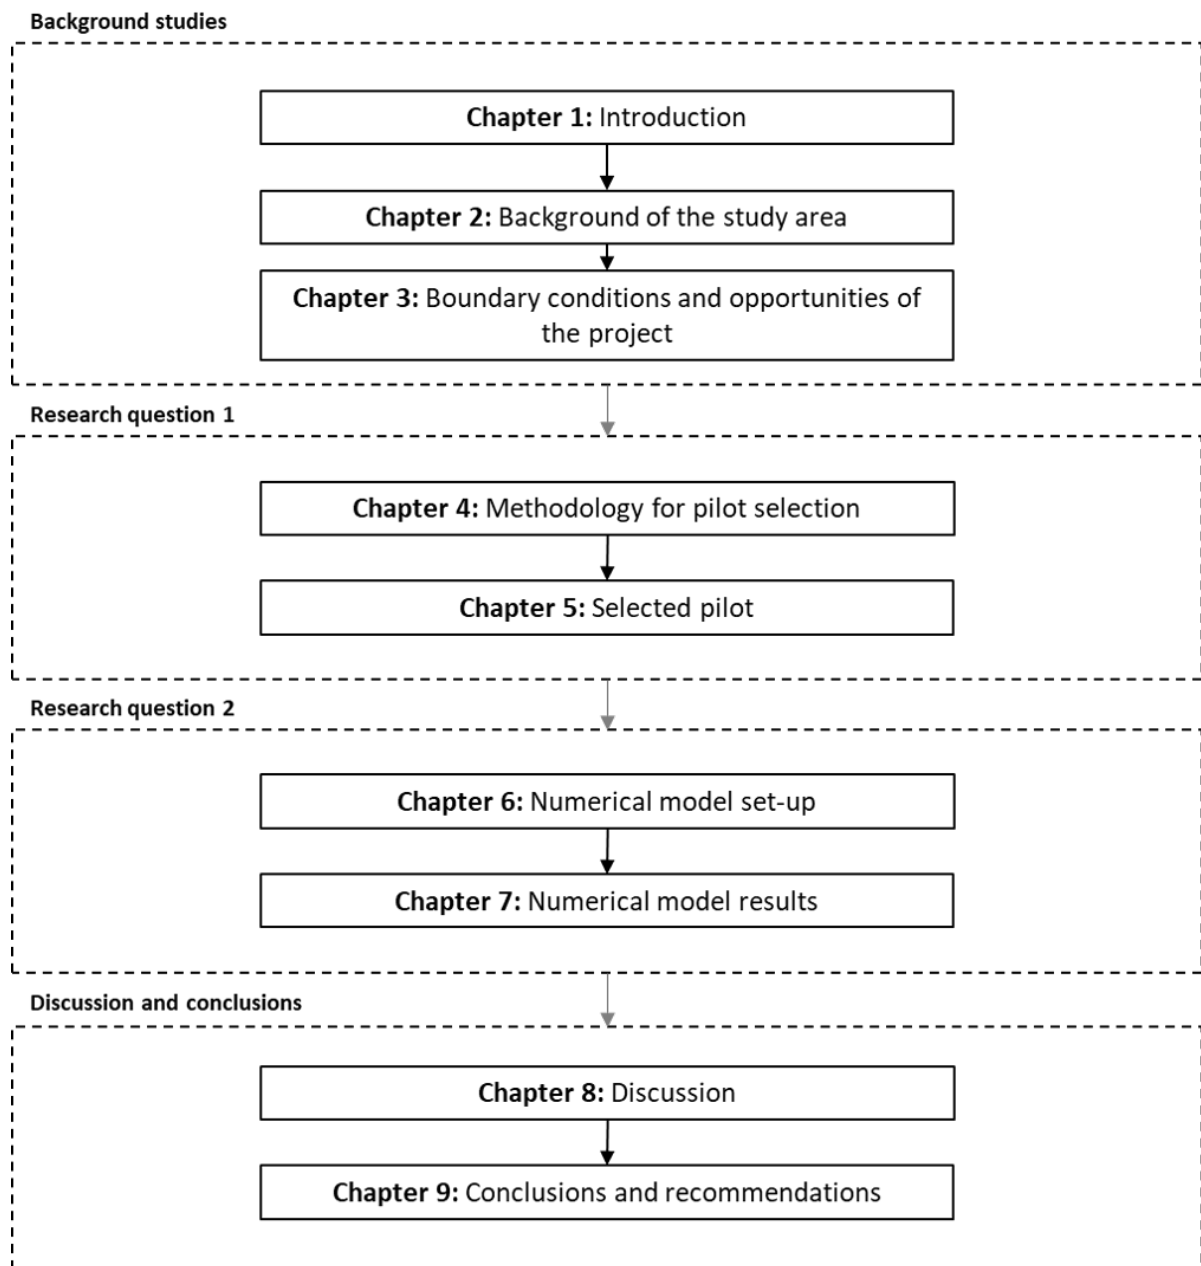 Background studies
Chapter 1: Introduction
Chapter 2: Background of the study area
Chapter 3: Boundary conditions and opportunities of
the project
Research question 1
Chapter 4: Methodology for pilot selection
Chapter 5: Selected pilot
Research question 2
Chapter 6: Numerical model set-up
Chapter 7: Numerical model results
Discussion and conclusions
Chapter 8: Discussion
Chapter 9: Conclusions and recommendations